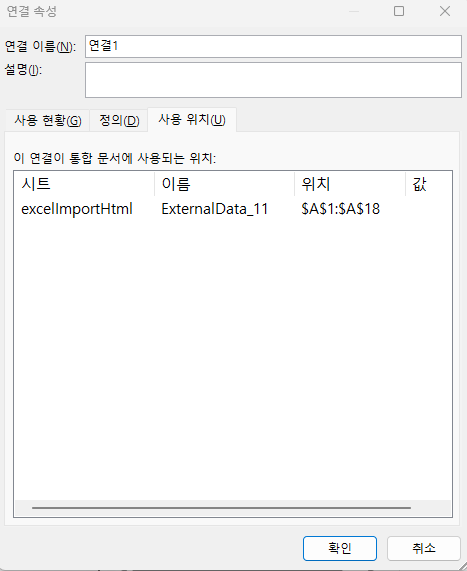 연결 속성
연결 이름(N): 연결1
설명(I):
사용 현황(G) 정의(D) 사용 위치(U)
이 연결이 통합 문서에 사용되는 위치:
시트 이름 위치 값
excelImportHtml ExternalData_11 $A$1:$A$18
확인 취소